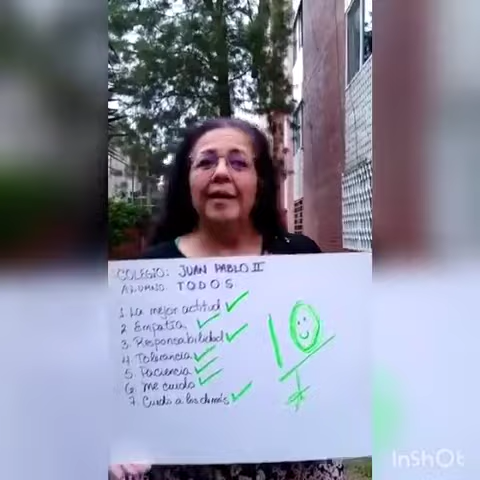 COLEGIO: JUAN PABLO II
ALUMNO: TODOS
1. La mejor actitud
2. Empatia
3. Responsabilidad
4. Tolerancia
5. Paciencia
6. Me cuido
7. Cuido a los demás
10
InShOt